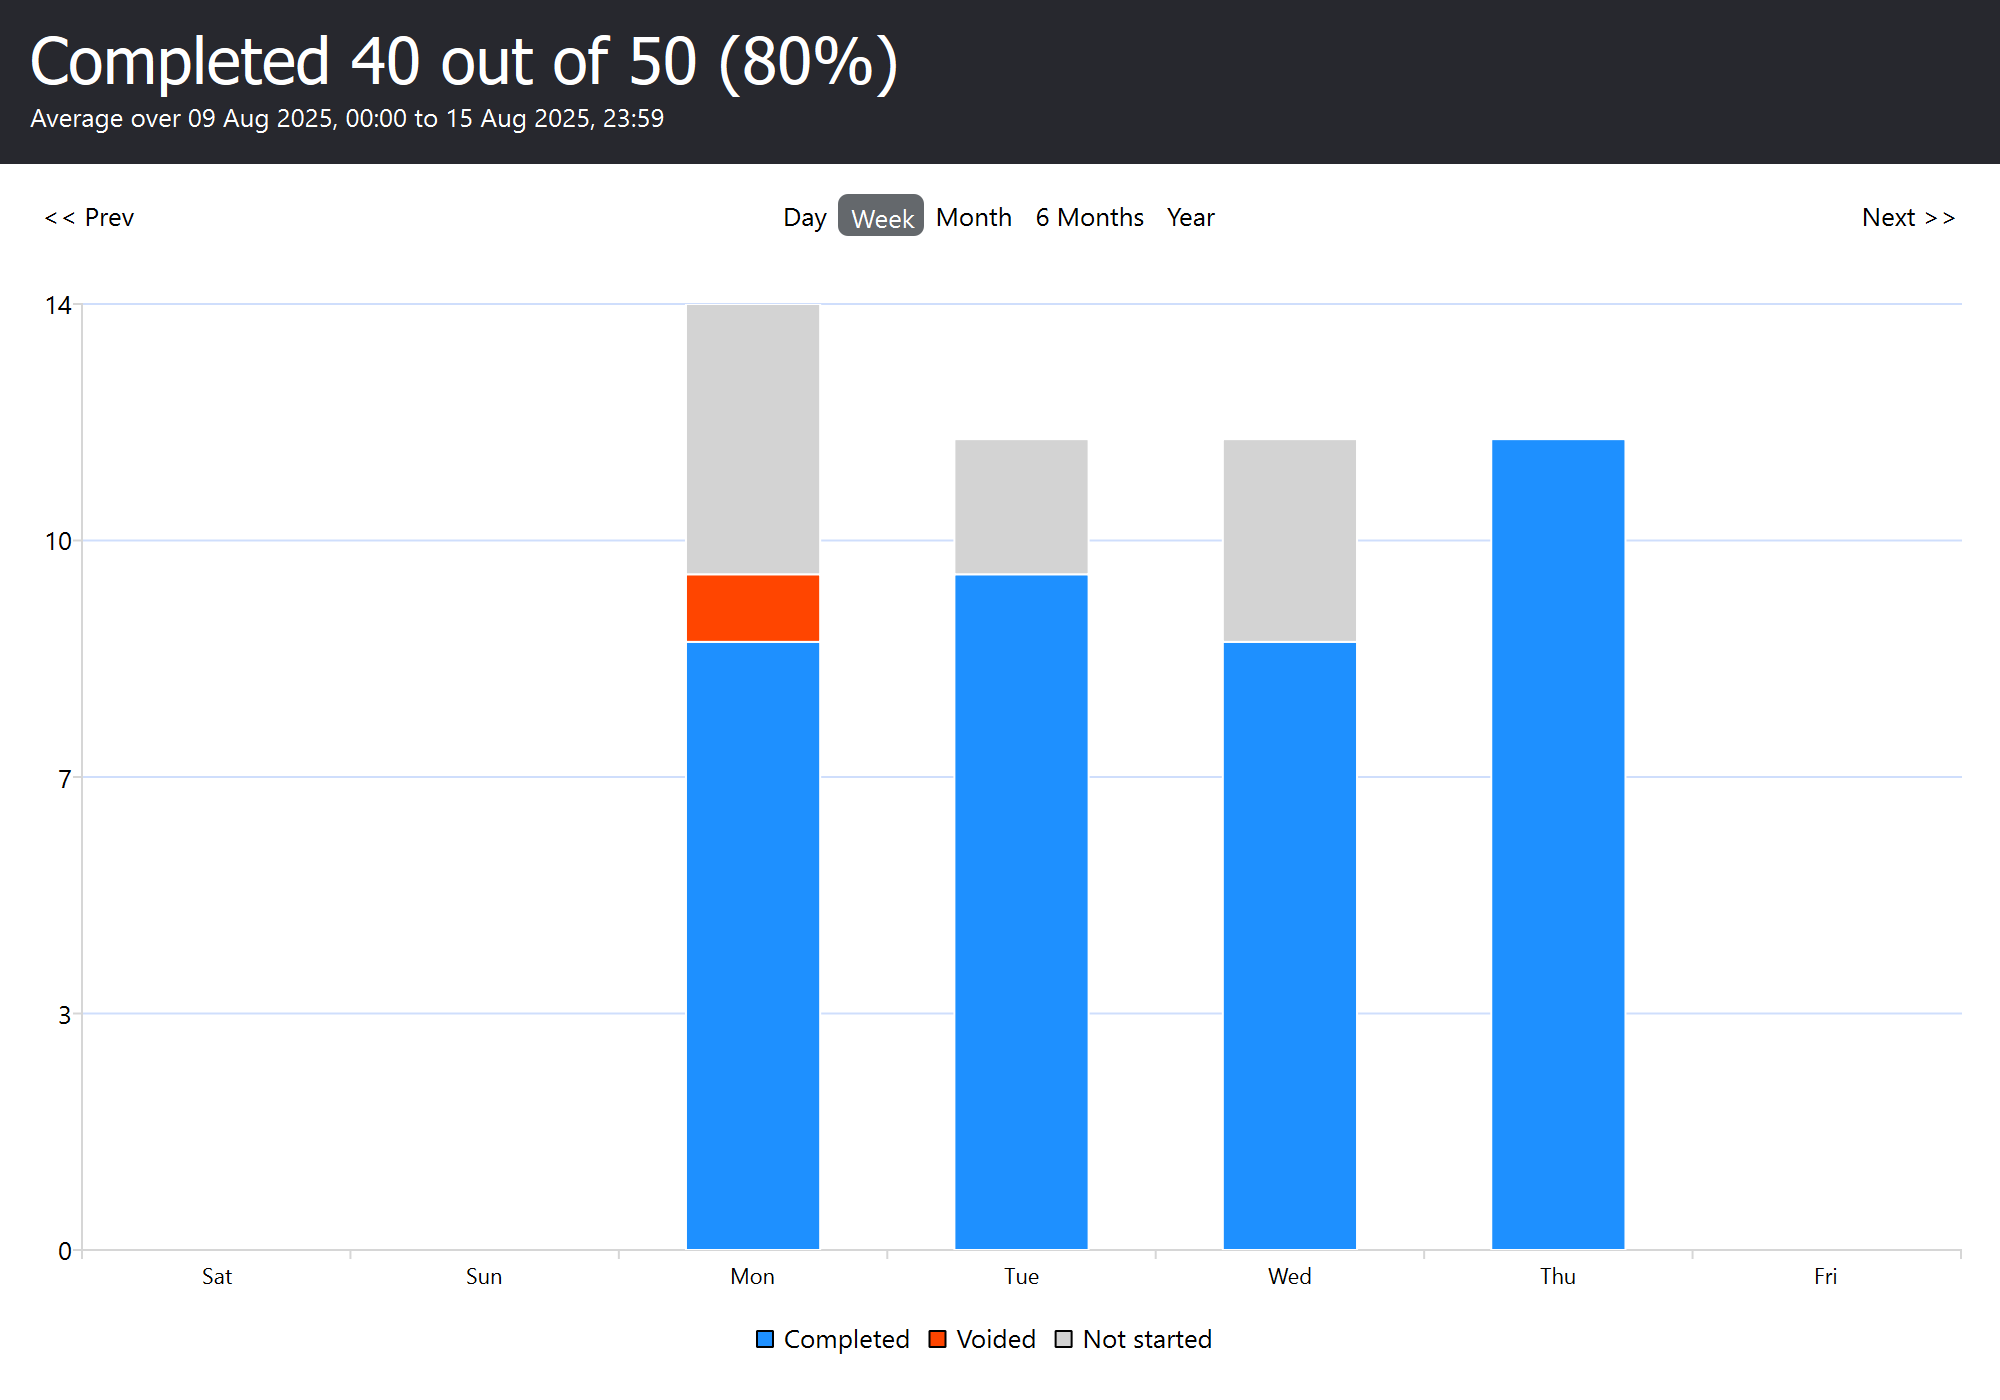 Completed 40 out of 50 (80%)
Average over 09 Aug 2025, 00:00 to 15 Aug 2025, 23:59
<< Prev Day Week Month 6 Months Year Next >>
14
10
7
3
0
Sat Sun Mon Tue Wed Thu Fri
Completed Voided Not started